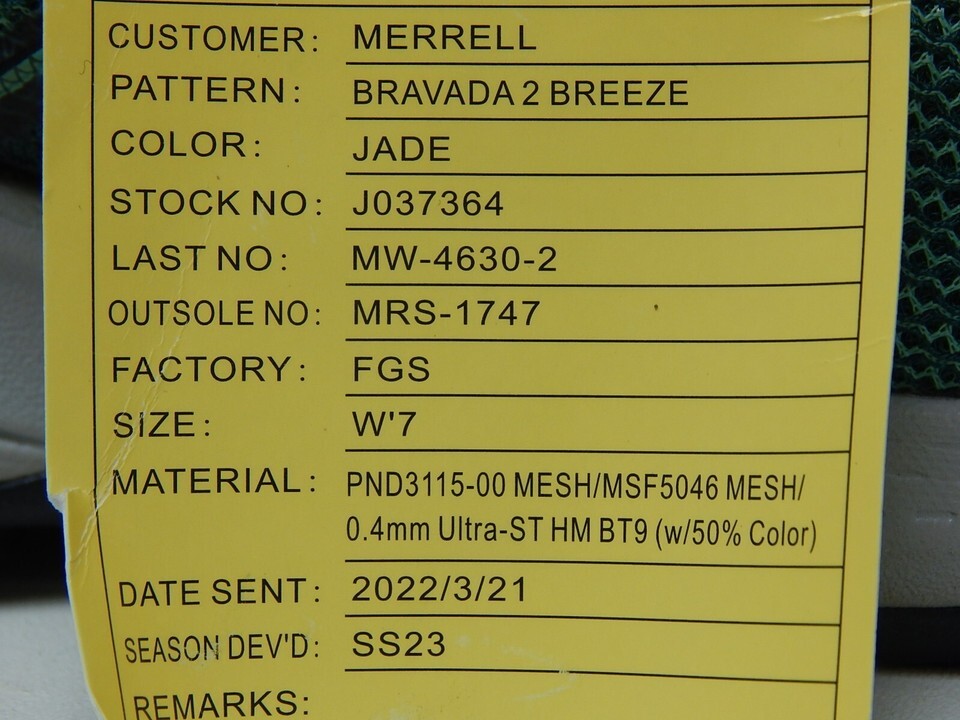 CUSTOMER: MERRELL
PATTERN: BRAVADA 2 BREEZE
COLOR: JADE
STOCK NO: J037364
LAST NO: MW-4630-2
OUTSOLE NO: MRS-1747
FACTORY: FGS
SIZE: W'7
MATERIAL: PND3115-00 MESH/MSF5046 MESH/
0.4mm Ultra-ST HM BT9 (w/50% Color)
DATE SENT: 2022/3/21
SEASON DEV'D: SS23
REMARKS: